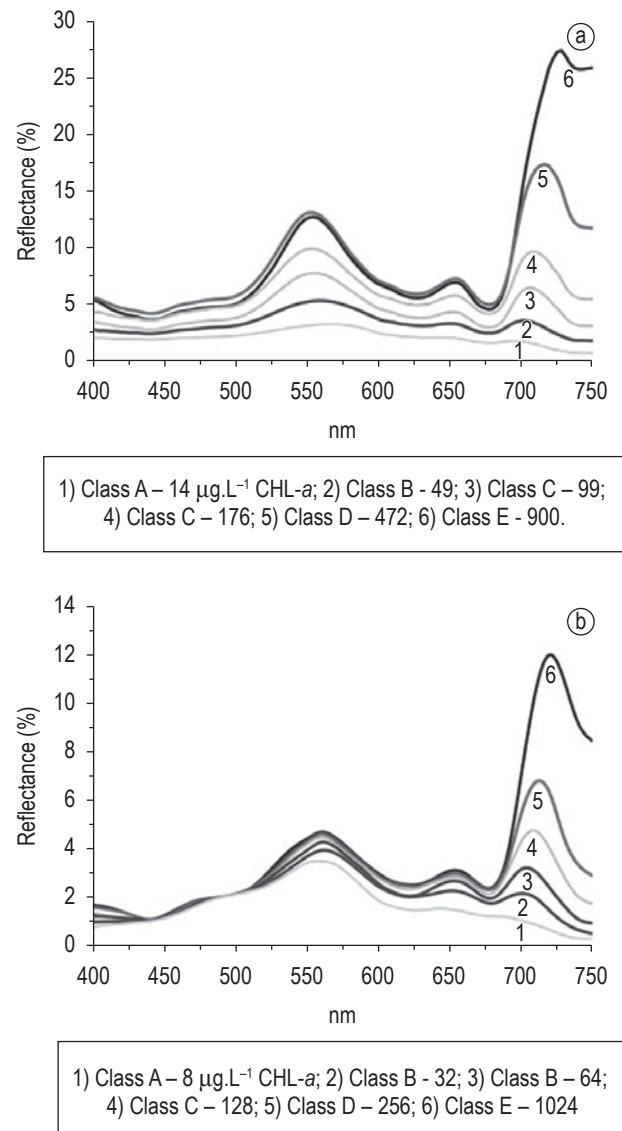 a
30
25
20
15
10
5
0
Reflectance (%)
6
5
4
3
2
1
400 450 500 550 600 650 700 750
nm
1) Class A – 14 µg.L⁻¹ CHL-a; 2) Class B - 49; 3) Class C – 99;
4) Class C – 176; 5) Class D – 472; 6) Class E - 900.
b
14
12
10
8
6
4
2
0
Reflectance (%)
6
5
4
3
2
1
400 450 500 550 600 650 700 750
nm
1) Class A – 8 µg.L⁻¹ CHL-a; 2) Class B - 32; 3) Class B – 64;
4) Class C – 128; 5) Class D – 256; 6) Class E – 1024